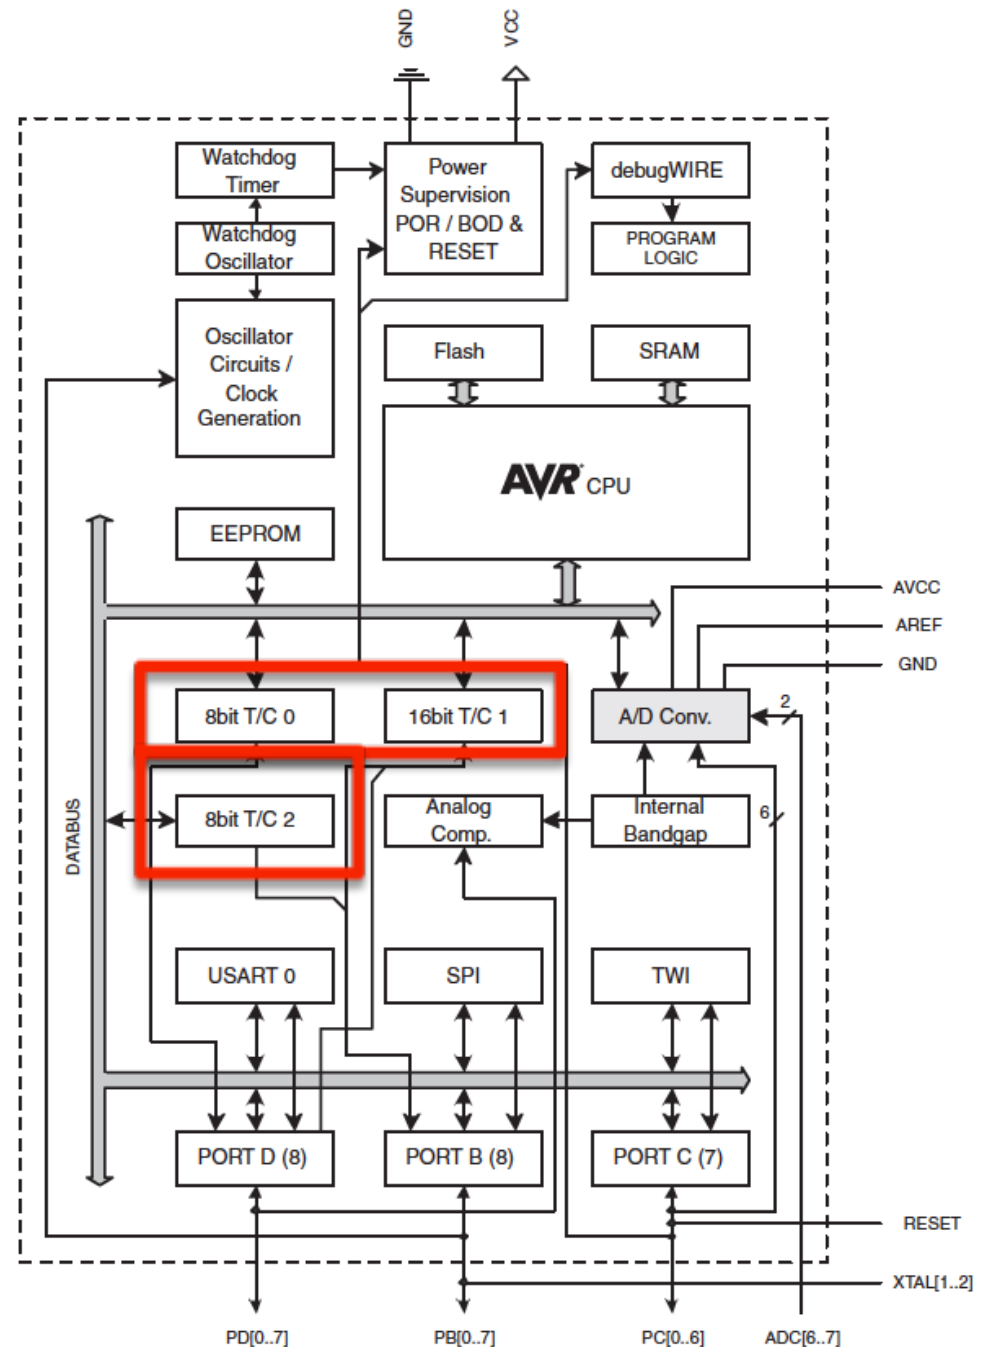 GND
VCC
Watchdog
Timer
Power
Supervision
POR / BOD &
RESET
debugWIRE
Watchdog
Oscillator
PROGRAM
LOGIC
Oscillator
Circuits /
Clock
Generation
Flash
SRAM
AVR CPU
EEPROM
AVCC
AREF
GND
8bit T/C 0
16bit T/C 1
A/D Conv.
2
8bit T/C 2
Analog
Comp.
Internal
Bandgap
6
DATABUS
USART 0
SPI
TWI
PORT D (8)
PORT B (8)
PORT C (7)
RESET
XTAL[1..2]
PD[0..7]
PB[0..7]
PC[0..6]
ADC[6..7]